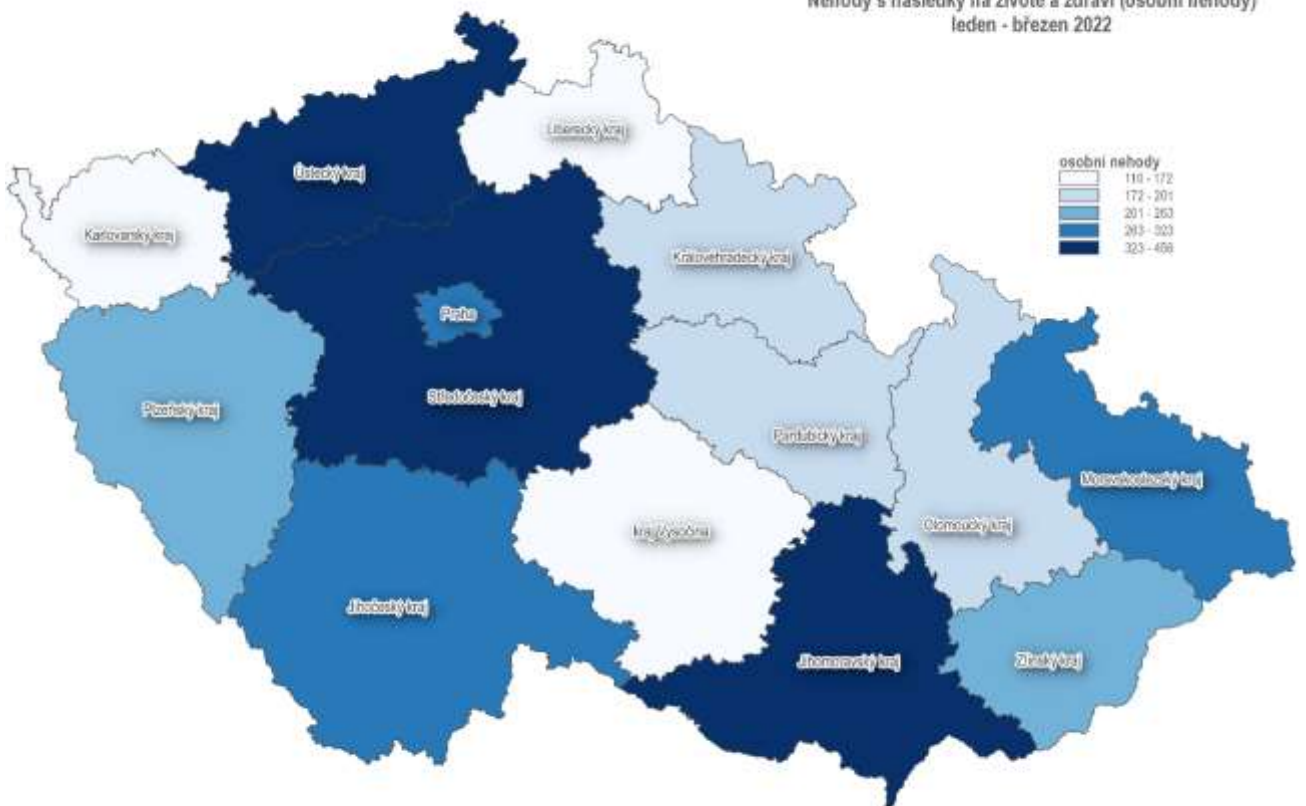 Nehody s následky na životě a zdraví (osobní nehody)
leden - březen 2022
Liberecký kraj
osobní nehody
110 - 172
172 - 201
201 - 263
263 - 323
323 - 456
Ústecký kraj
Karlovarský kraj
Královéhradecký kraj
Praha
Středočeský kraj
Plzeňský kraj
Pardubický kraj
Moravskoslezský kraj
Olomoucký kraj
kraj Vysočina
Jihočeský kraj
Jihomoravský kraj
Zlínský kraj